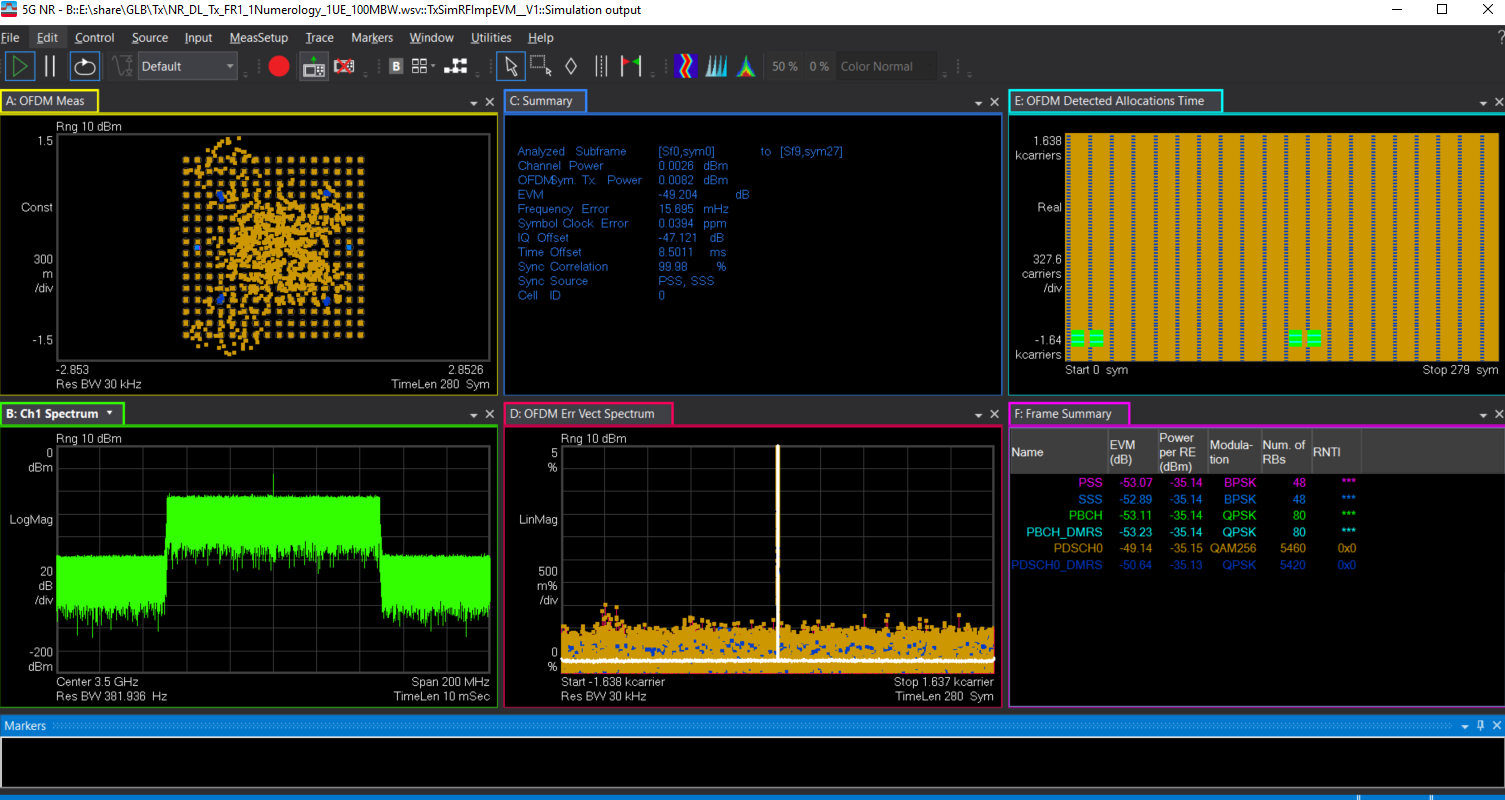 5G NR - B::E:\share\GLB\Tx\NR_DL_Tx_FR1_1Numerology_1UE_100MBW.wsv::TxSimRFImpEVM__V1::Simulation output
File Edit Control Source Input MeasSetup Trace Markers Window Utilities Help
Default B 50 % 0 % Color Normal
A: OFDM Meas
Rng 10 dBm
1.5
Const
300
m
/div
-1.5
-2.853 2.8526
Res BW 30 kHz TimeLen 280 Sym
C: Summary
Analyzed Subframe [Sf0,sym0] to [Sf9,sym27]
Channel Power 0.0026 dBm
OFDMSym. Tx. Power 0.0082 dBm
EVM -49.204 dB
Frequency Error 15.695 mHz
Symbol Clock Error 0.0394 ppm
IQ Offset -47.121 dB
Time Offset 8.5011 ms
Sync Correlation 99.98 %
Sync Source PSS, SSS
Cell ID 0
E: OFDM Detected Allocations Time
1.638
kcarriers
Real
327.6
carriers
/div
-1.64
kcarriers
Start 0 sym Stop 279 sym
B: Ch1 Spectrum
Rng 10 dBm
0
dBm
LogMag
20
dB
/div
-200
dBm
Center 3.5 GHz Span 200 MHz
Res BW 381.936 Hz TimeLen 10 mSec
D: OFDM Err Vect Spectrum
Rng 10 dBm
5
%
LinMag
500
m%
/div
0
%
Start -1.638 kcarrier Stop 1.637 kcarrier
Res BW 30 kHz TimeLen 280 Sym
F: Frame Summary
Name EVM (dB) Power per RE (dBm) Modula-tion Num. of RBs RNTI
PSS -53.07 -35.14 BPSK 48 ***
SSS -52.89 -35.14 BPSK 48 ***
PBCH -53.11 -35.14 QPSK 80 ***
PBCH_DMRS -53.23 -35.14 QPSK 80 ***
PDSCH0 -49.14 -35.15 QAM256 5460 0x0
PDSCH0_DMRS -50.64 -35.13 QPSK 5420 0x0
Markers